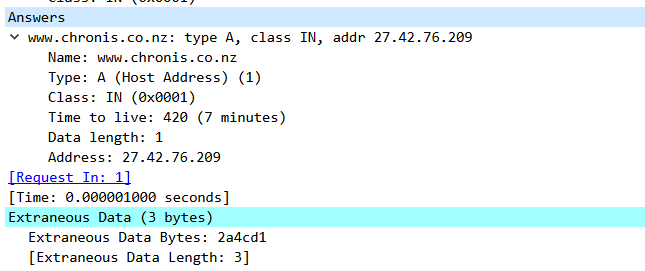 Class: IN (0x0001)
Answers
www.chronis.co.nz: type A, class IN, addr 27.42.76.209
Name: www.chronis.co.nz
Type: A (Host Address) (1)
Class: IN (0x0001)
Time to live: 420 (7 minutes)
Data length: 1
Address: 27.42.76.209
[Request In: 1]
[Time: 0.000001000 seconds]
Extraneous Data (3 bytes)
Extraneous Data Bytes: 2a4cd1
[Extraneous Data Length: 3]